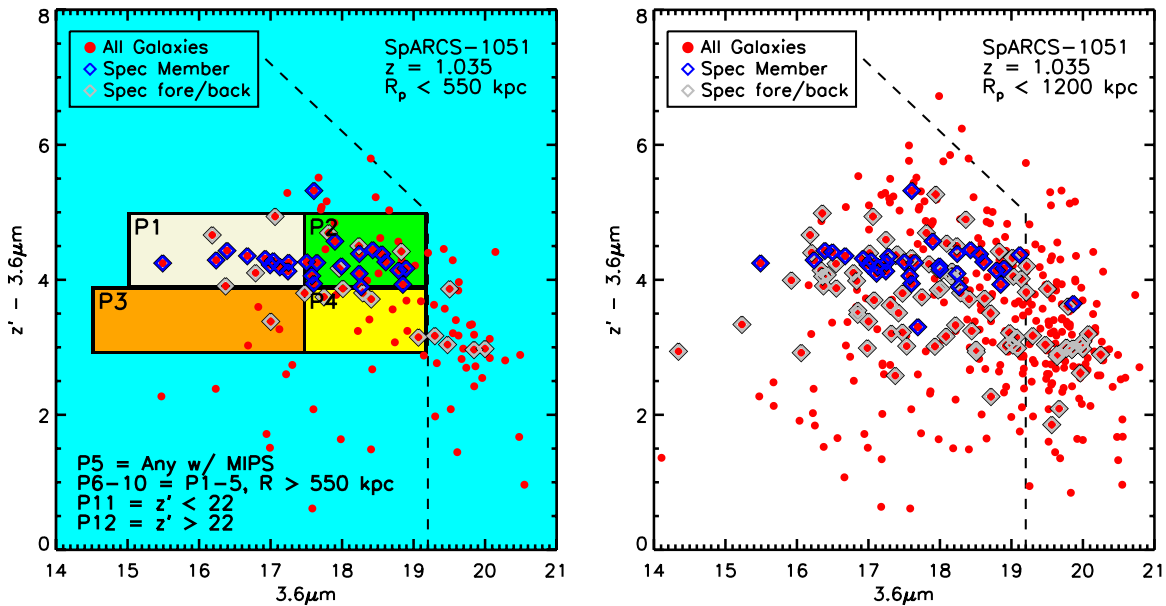 All Galaxies
Spec Member
Spec fore/back
SpARCS-1051
z = 1.035
Rp < 550 kpc
P1
P2
P3
P4
P5 = Any w/ MIPS
P6-10 = P1-5, R > 550 kpc
P11 = z' < 22
P12 = z' > 22
8
6
4
2
0
14 15 16 17 18 19 20 21
3.6μm
z' - 3.6μm
All Galaxies
Spec Member
Spec fore/back
SpARCS-1051
z = 1.035
Rp < 1200 kpc
8
6
4
2
0
14 15 16 17 18 19 20 21
3.6μm
z' - 3.6μm